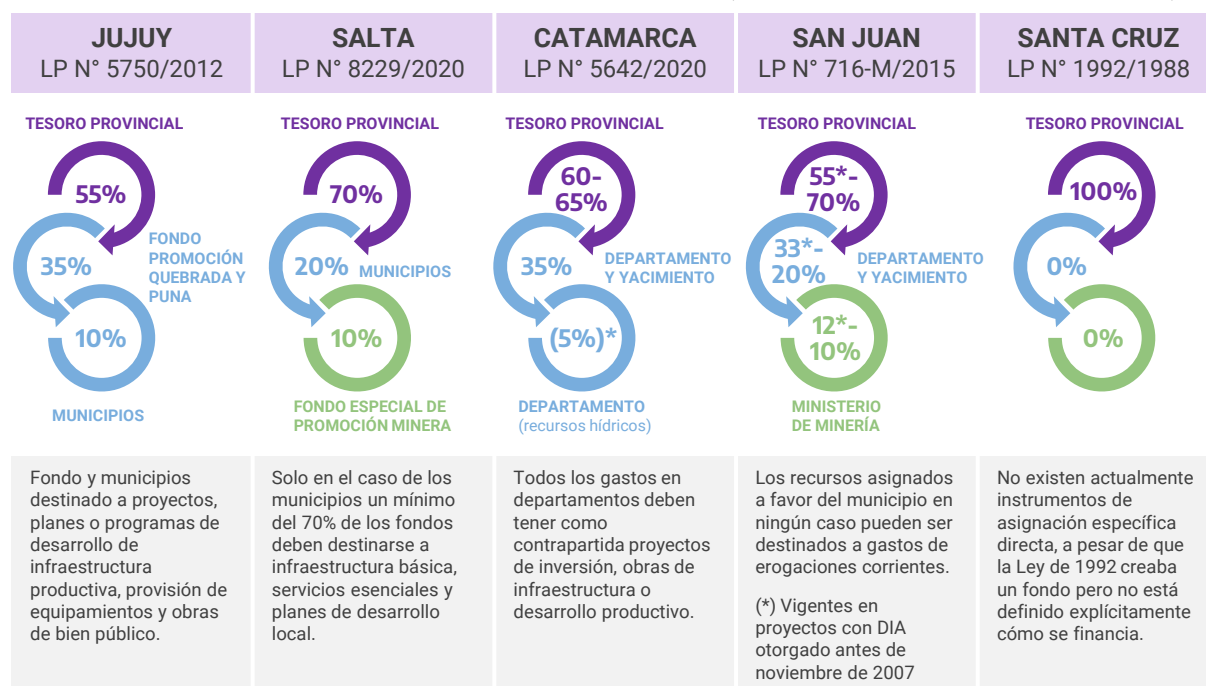 JUJUY
LP N° 5750/2012
TESORO PROVINCIAL
55%
35%
FONDO
PROMOCIÓN
QUEBRADA Y
PUNA
10%
MUNICIPIOS
Fondo y municipios
destinado a proyectos,
planes o programas de
desarrollo de
infraestructura
productiva, provisión de
equipamientos y obras
de bien público.
SALTA
LP N° 8229/2020
TESORO PROVINCIAL
70%
20%
MUNICIPIOS
10%
FONDO ESPECIAL DE
PROMOCIÓN MINERA
Solo en el caso de los
municipios un mínimo
del 70% de los fondos
deben destinarse a
infraestructura básica,
servicios esenciales y
planes de desarrollo
local.
CATAMARCA
LP N° 5642/2020
TESORO PROVINCIAL
60-
65%
35%
DEPARTAMENTO
Y YACIMIENTO
(5%)*
DEPARTAMENTO
(recursos hídricos)
Todos los gastos en
departamentos deben
tener como
contrapartida proyectos
de inversión, obras de
infraestructura o
desarrollo productivo.
SAN JUAN
LP N° 716-M/2015
TESORO PROVINCIAL
55*-
70%
33*-
20%
DEPARTAMENTO
Y YACIMIENTO
12*-
10%
MINISTERIO
DE MINERÍA
Los recursos asignados
a favor del municipio en
ningún caso pueden ser
destinados a gastos de
erogaciones corrientes.
(*) Vigentes en
proyectos con DIA
otorgado antes de
noviembre de 2007
SANTA CRUZ
LP N° 1992/1988
TESORO PROVINCIAL
100%
0%
0%
No existen actualmente
instrumentos de
asignación específica
directa, a pesar de que
la Ley de 1992 creaba
un fondo pero no está
definido explícitamente
cómo se financia.